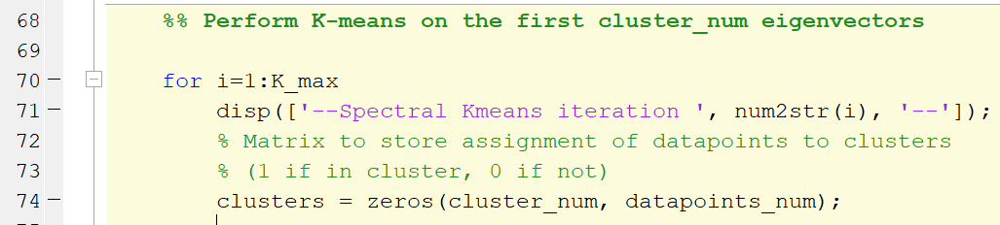 68 %% Perform K-means on the first cluster_num eigenvectors
69
70 for i=1:K_max
71 disp(['--Spectral Kmeans iteration ', num2str(i), '--']);
72 % Matrix to store assignment of datapoints to clusters
73 % (1 if in cluster, 0 if not)
74 clusters = zeros(cluster_num, datapoints_num);